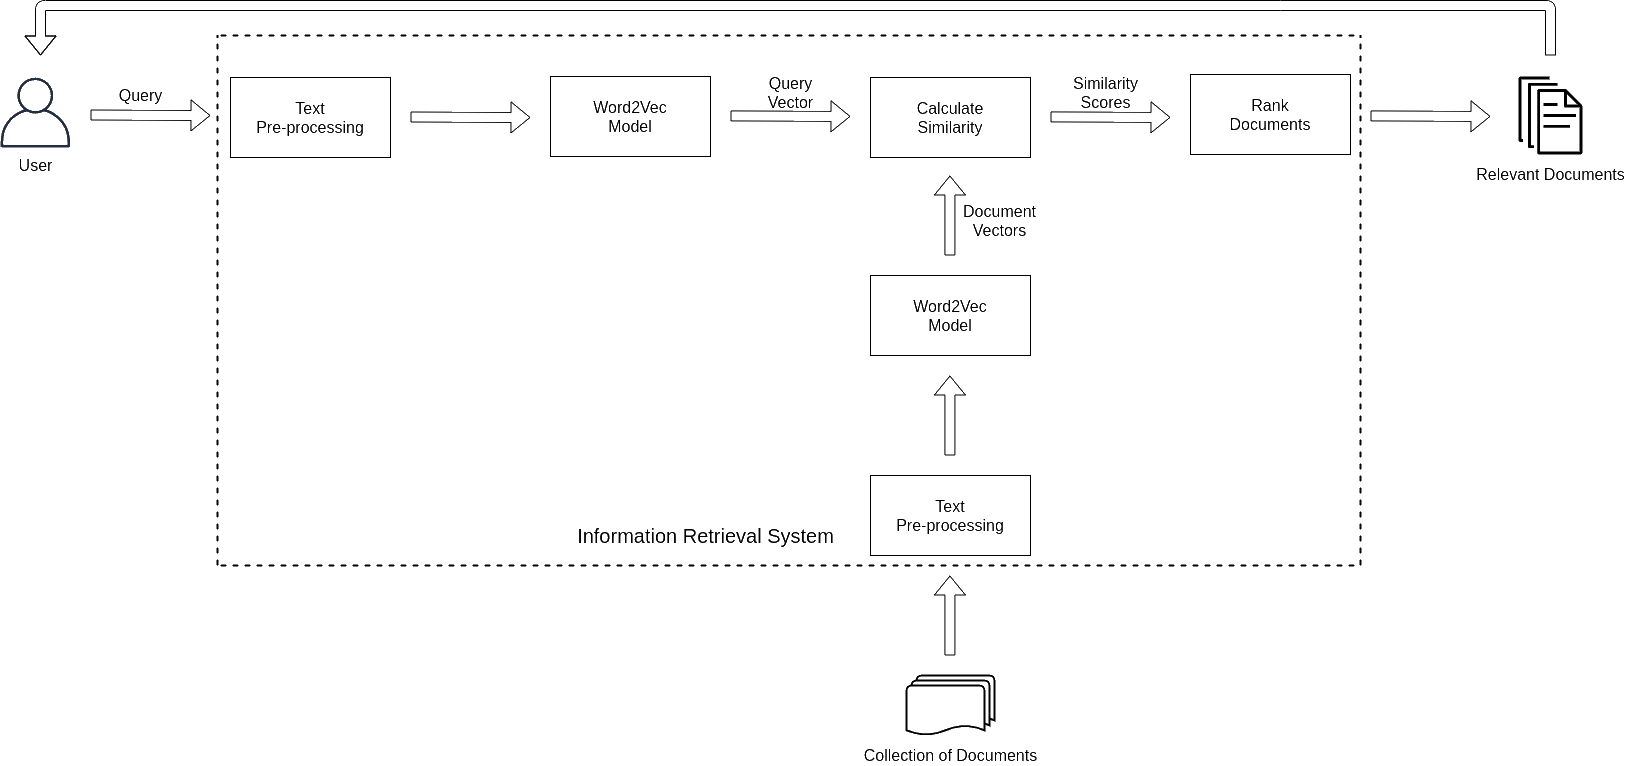 Query
User
Text
Pre-processing
Word2Vec
Model
Query
Vector
Calculate
Similarity
Similarity
Scores
Rank
Documents
Relevant Documents
Document
Vectors
Word2Vec
Model
Text
Pre-processing
Information Retrieval System
Collection of Documents